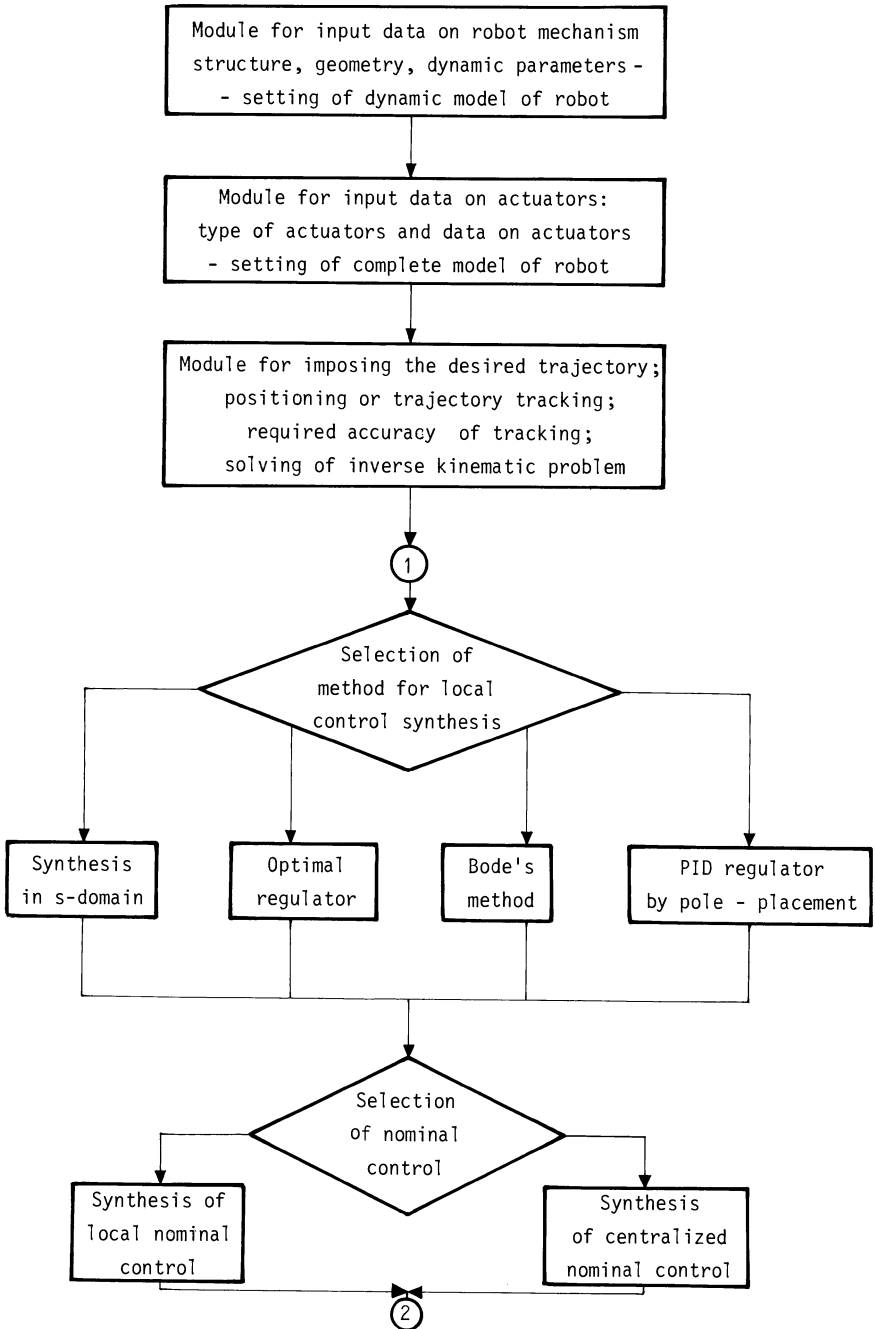 Module for input data on robot mechanism
structure, geometry, dynamic parameters -
- setting of dynamic model of robot
Module for input data on actuators:
type of actuators and data on actuators
- setting of complete model of robot
Module for imposing the desired trajectory;
positioning or trajectory tracking;
required accuracy of tracking;
solving of inverse kinematic problem
1
Selection of
method for local
control synthesis
Synthesis
in s-domain
Optimal
regulator
Bode's
method
PID regulator
by pole - placement
Selection
of nominal
control
Synthesis of
local nominal
control
Synthesis
of centralized
nominal control
2